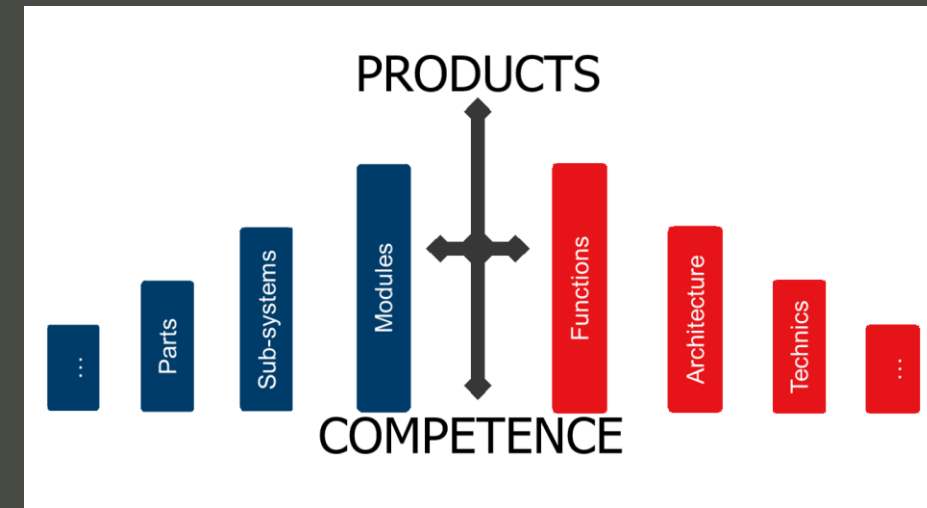 PRODUCTS
...
Parts
Sub-systems
Modules
Functions
Architecture
Technics
...
COMPETENCE